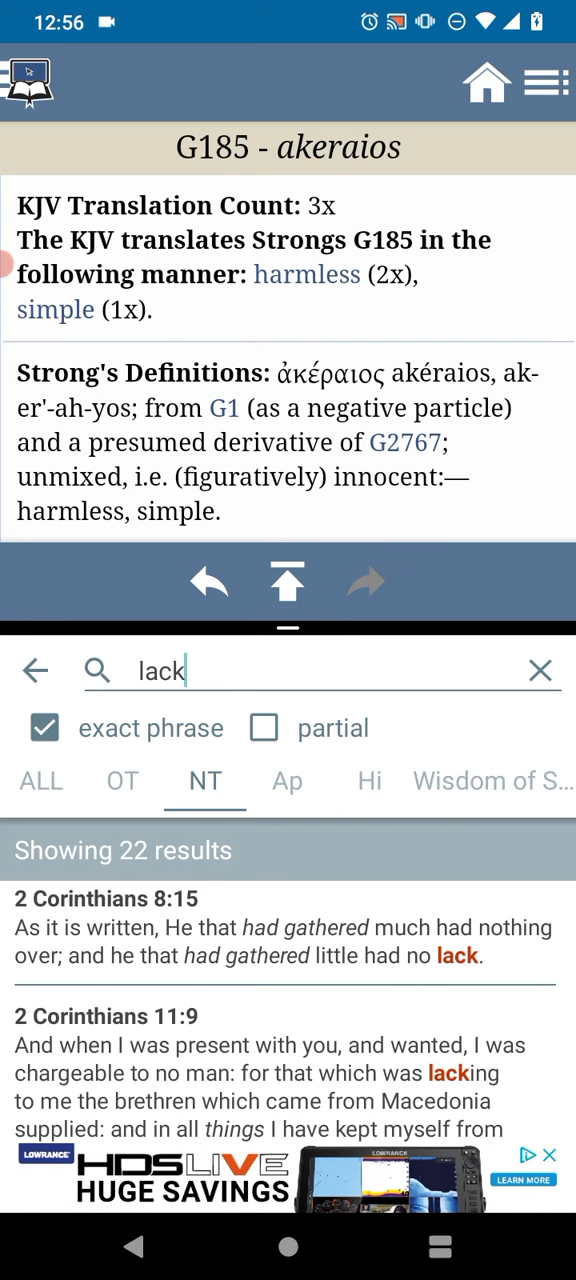 12:56
G185 - akeraios
KJV Translation Count: 3x
The KJV translates Strongs G185 in the
following manner: harmless (2x),
simple (1x).
Strong's Definitions: ἀκέραιος akéraios, ak-
er'-ah-yos; from G1 (as a negative particle)
and a presumed derivative of G2767;
unmixed, i.e. (figuratively) innocent:—
harmless, simple.
lack
exact phrase partial
ALL OT NT Ap Hi Wisdom of S...
Showing 22 results
2 Corinthians 8:15
As it is written, He that had gathered much had nothing
over; and he that had gathered little had no lack.
2 Corinthians 11:9
And when I was present with you, and wanted, I was
chargeable to no man: for that which was lacking
to me the brethren which came from Macedonia
supplied: and in all things I have kept myself from
LOWRANCE
HDS LIVE
HUGE SAVINGS
LOWRANCE
LEARN MORE